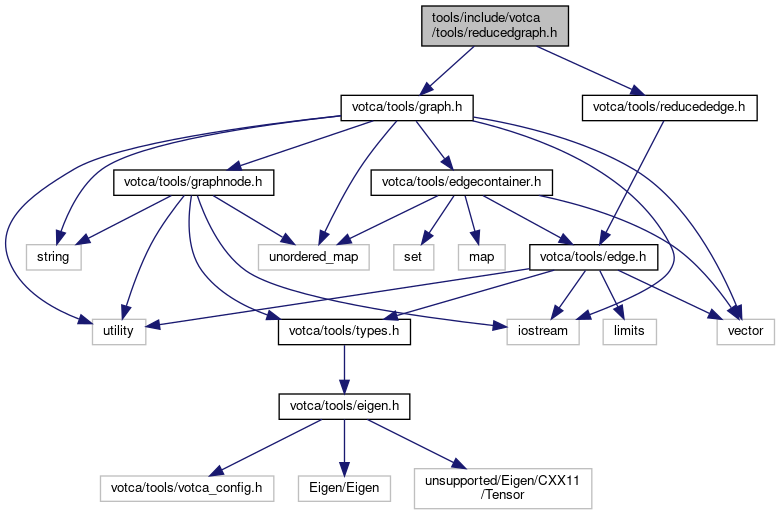 tools/include/votca
/tools/reducedgraph.h
votca/tools/graph.h
votca/tools/reducededge.h
votca/tools/graphnode.h
votca/tools/edgecontainer.h
string
unordered_map
set
map
votca/tools/edge.h
utility
votca/tools/types.h
iostream
limits
vector
votca/tools/eigen.h
votca/tools/votca_config.h
Eigen/Eigen
unsupported/Eigen/CXX11
/Tensor